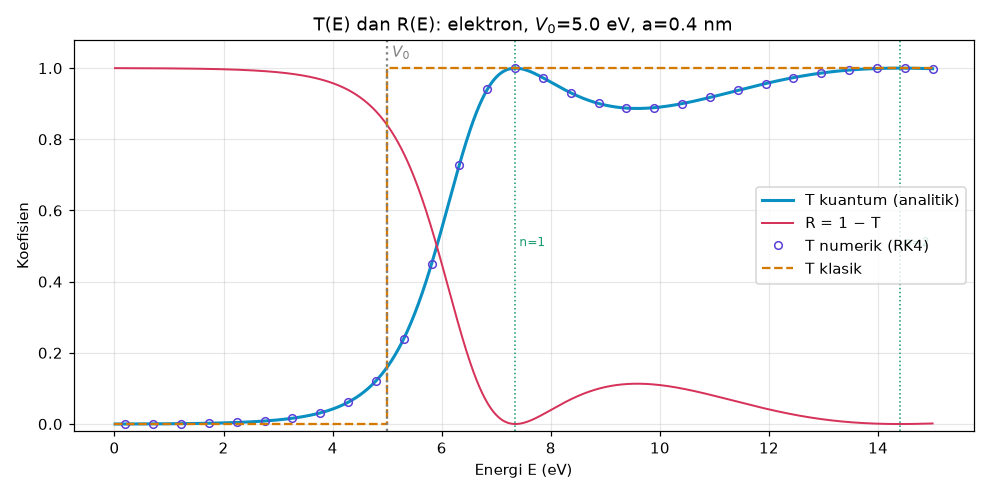 T(E) dan R(E): elektron, V₀=5.0 eV, a=0.4 nm
V₀
1.0
0.8
0.6
0.4
0.2
0.0
Koefisien
n=1
T kuantum (analitik)
R = 1 − T
T numerik (RK4)
T klasik
0
2
4
6
8
10
12
14
Energi E (eV)